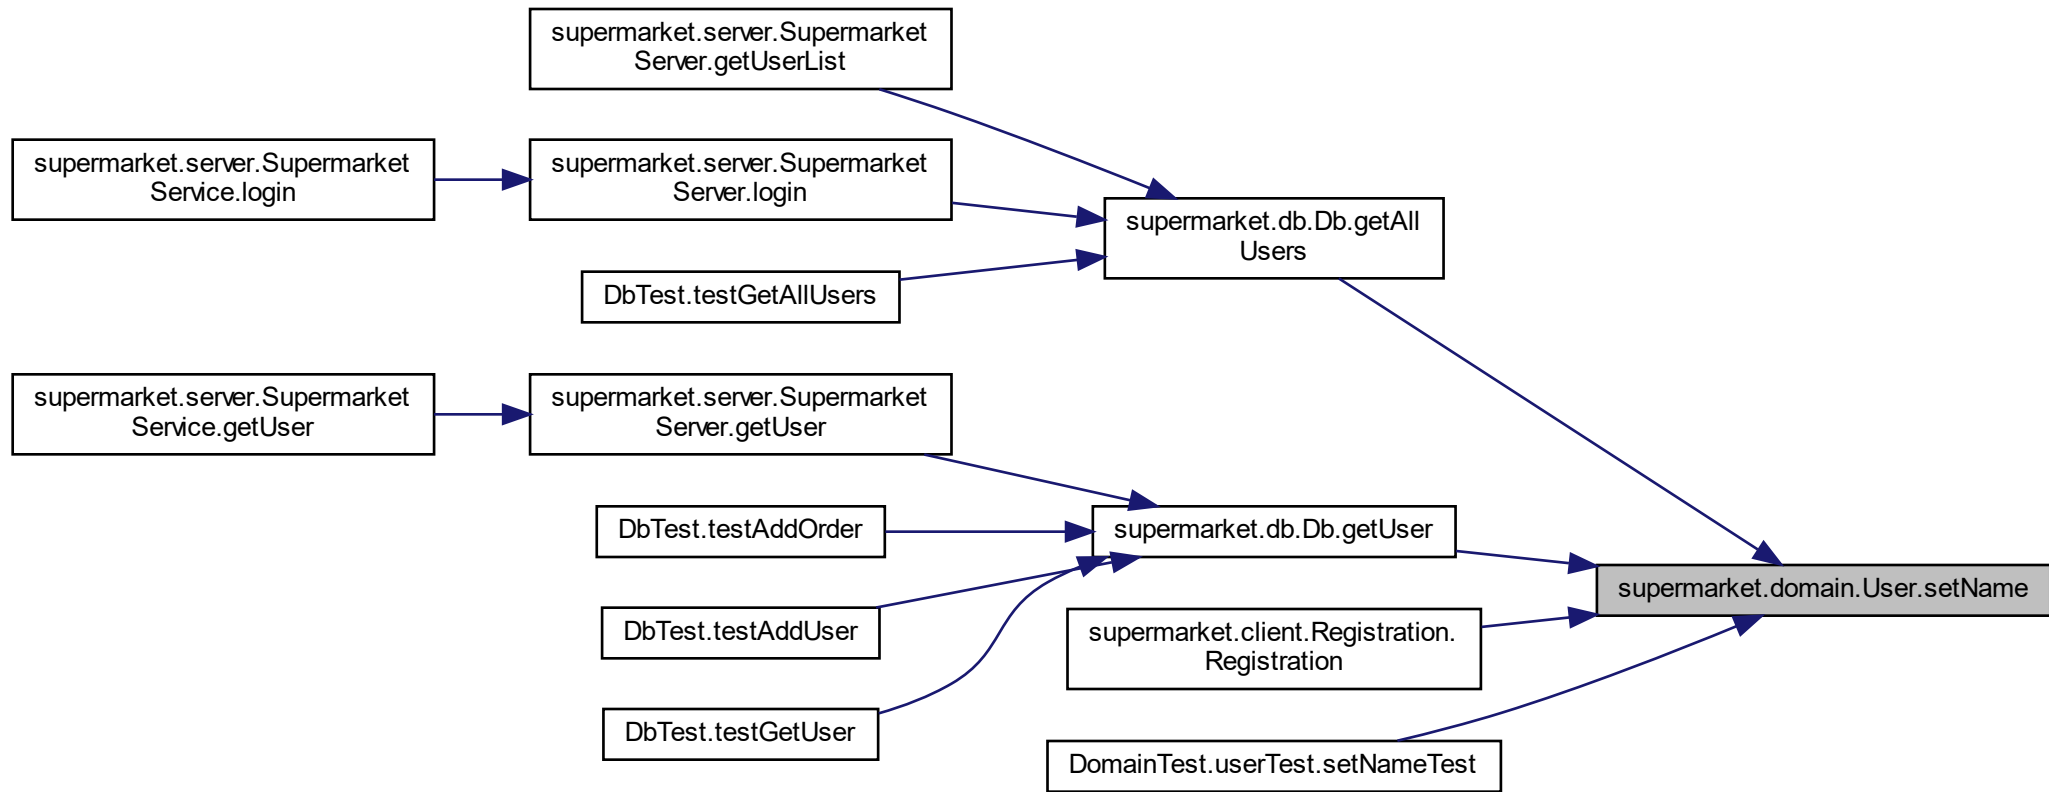 supermarket.server.Supermarket
Server.getUserList
supermarket.server.Supermarket
Service.login
supermarket.server.Supermarket
Server.login
supermarket.db.Db.getAll
Users
DbTest.testGetAllUsers
supermarket.server.Supermarket
Service.getUser
supermarket.server.Supermarket
Server.getUser
DbTest.testAddOrder
supermarket.db.Db.getUser
supermarket.domain.User.setName
DbTest.testAddUser
supermarket.client.Registration.
Registration
DbTest.testGetUser
DomainTest.userTest.setNameTest